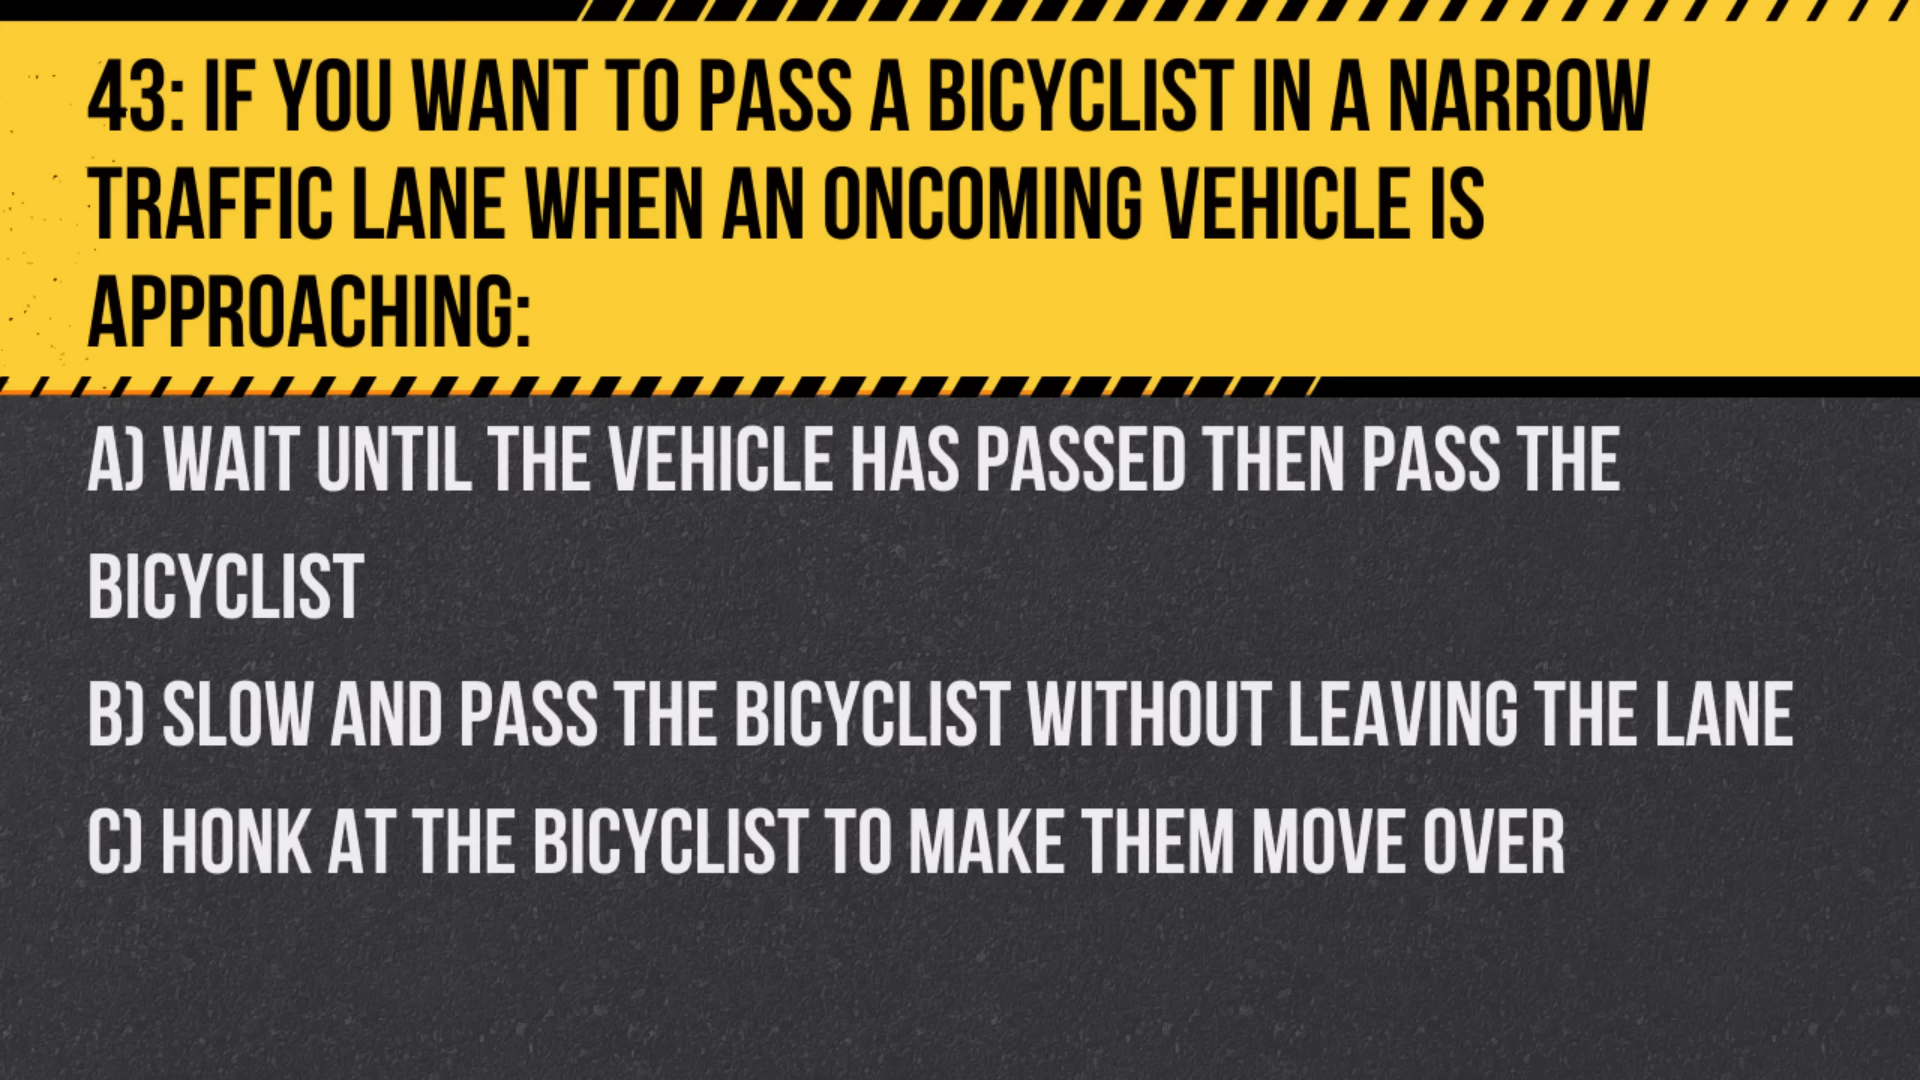 43: IF YOU WANT TO PASS A BICYCLIST IN A NARROW
TRAFFIC LANE WHEN AN ONCOMING VEHICLE IS
APPROACHING:
A) WAIT UNTIL THE VEHICLE HAS PASSED THEN PASS THE
BICYCLIST
B) SLOW AND PASS THE BICYCLIST WITHOUT LEAVING THE LANE
C) HONK AT THE BICYCLIST TO MAKE THEM MOVE OVER